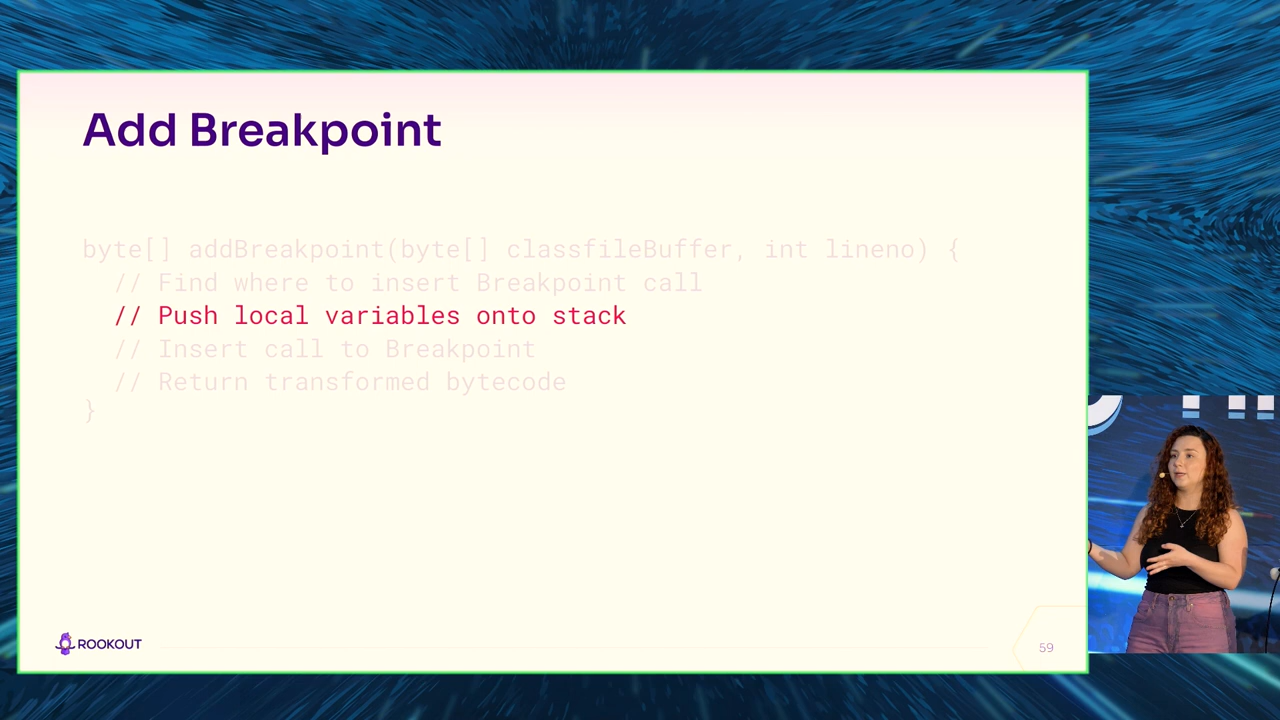 Add Breakpoint
byte[] addBreakpoint(byte[] classfileBuffer, int lineno) {
// Find where to insert Breakpoint call
// Push local variables onto stack
// Insert call to Breakpoint
// Return transformed bytecode
}
ROOKOUT
59